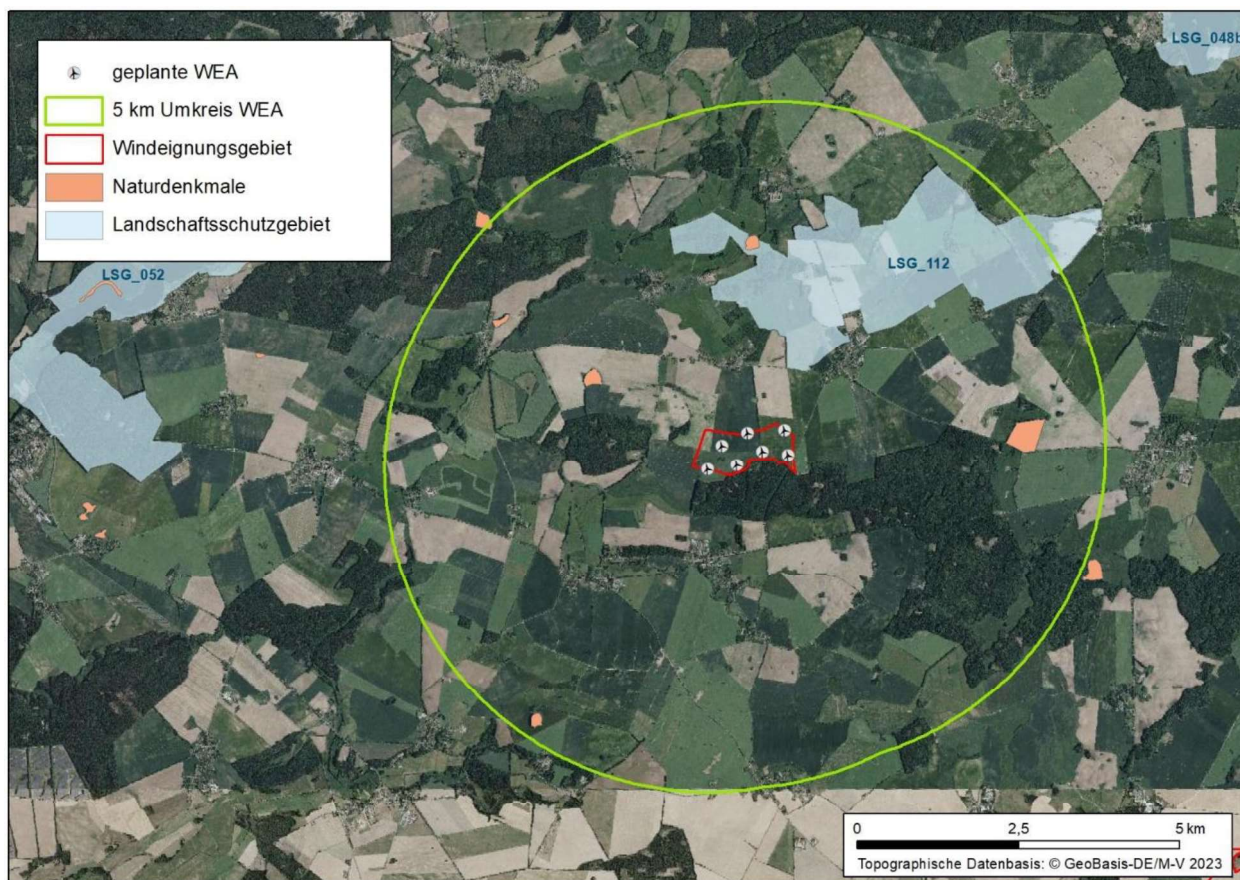 geplante WEA
5 km Umkreis WEA
Windeignungsgebiet
Naturdenkmale
Landschaftsschutzgebiet
LSG_048b
LSG_052
LSG_112
0 2,5 5 km
Topographische Datenbasis: © GeoBasis-DE/M-V 2023